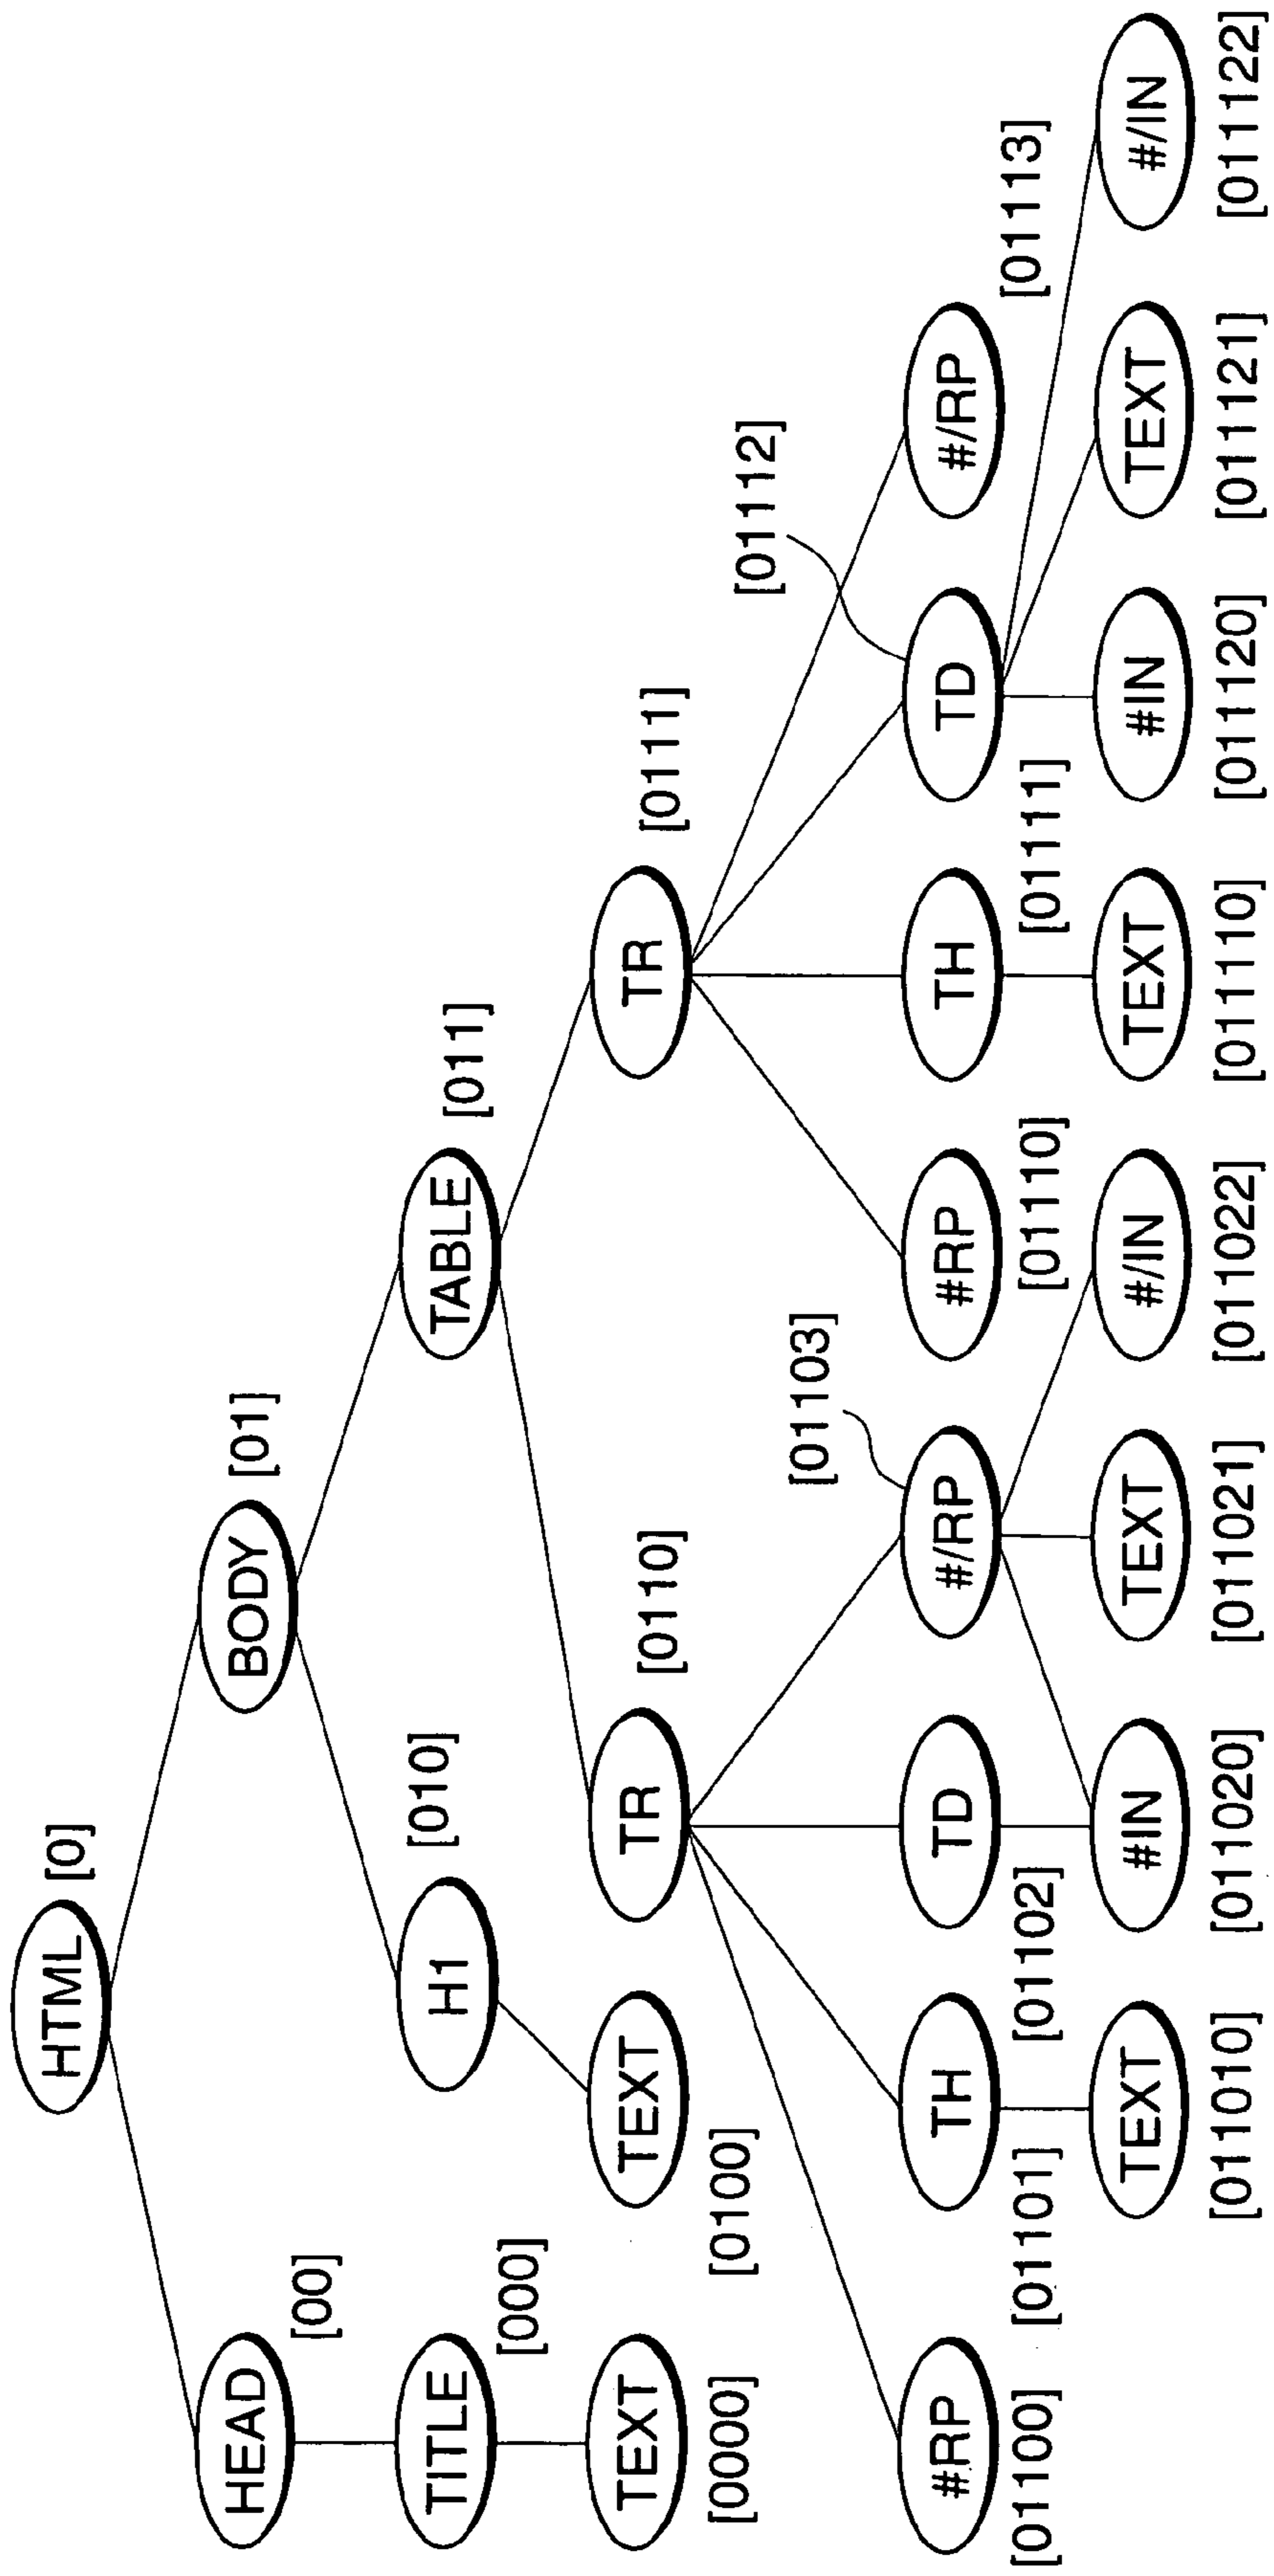 HTML [0]
HEAD [00]
BODY [01]
TITLE [000]
H1 [010]
TABLE [011]
TEXT [0000]
TEXT [0100]
TR [0110]
TR [0111]
#RP [01100]
TH [01101]
TD [01102]
#/RP [01103]
#RP [01110]
TH [01111]
TD [01112]
#/RP [01113]
TEXT [011010]
#IN [011020]
TEXT [011021]
#/IN [011022]
TEXT [011110]
#IN [011120]
TEXT [011121]
#/IN [011122]